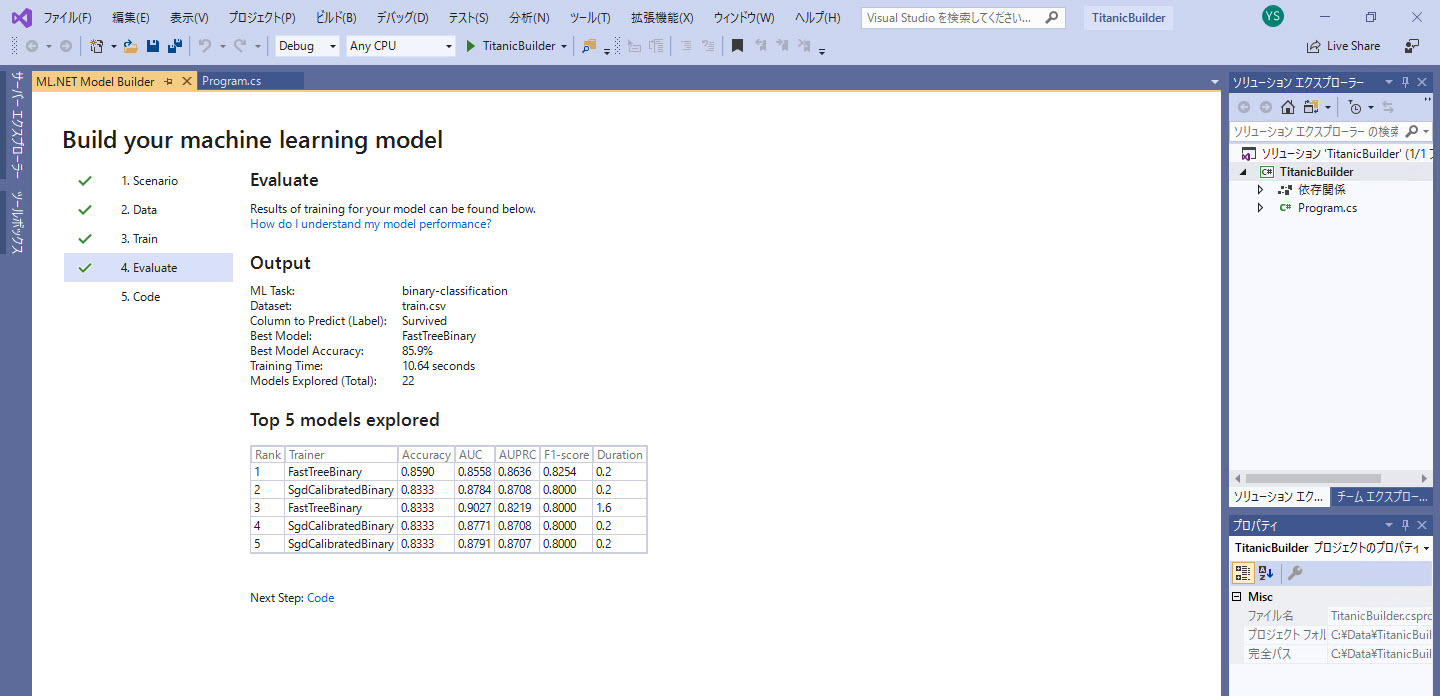 ファイル(F) 編集(E) 表示(V) プロジェクト(P) ビルド(B) デバッグ(D) テスト(S) 分析(N) ツール(T) 拡張機能(X) ウィンドウ(W) ヘルプ(H) Visual Studio を検索してください... TitanicBuilder YS
Debug Any CPU TitanicBuilder Live Share
サーバー エクスプローラー
ツールボックス
ML.NET Model Builder Program.cs
Build your machine learning model
1. Scenario
2. Data
3. Train
4. Evaluate
5. Code
Evaluate
Results of training for your model can be found below.
How do I understand my model performance?
Output
ML Task: binary-classification
Dataset: train.csv
Column to Predict (Label): Survived
Best Model: FastTreeBinary
Best Model Accuracy: 85.9%
Training Time: 10.64 seconds
Models Explored (Total): 22
Top 5 models explored
Rank Trainer Accuracy AUC AUPRC F1-score Duration
1 FastTreeBinary 0.8590 0.8558 0.8636 0.8254 0.2
2 SgdCalibratedBinary 0.8333 0.8784 0.8708 0.8000 0.2
3 FastTreeBinary 0.8333 0.9027 0.8219 0.8000 1.6
4 SgdCalibratedBinary 0.8333 0.8771 0.8708 0.8000 0.2
5 SgdCalibratedBinary 0.8333 0.8791 0.8707 0.8000 0.2
Next Step: Code
ソリューション エクスプローラー
ソリューション エクスプローラー の検索
ソリューション 'TitanicBuilder' (1/1 プ
C# TitanicBuilder
依存関係
C# Program.cs
ソリューション エク... チーム エクスプロー...
プロパティ
TitanicBuilder プロジェクトのプロパティ
Misc
ファイル名 TitanicBuilder.cspro
プロジェクト フォル C:¥Data¥TitanicBuil
完全パス C:¥Data¥TitanicBuil